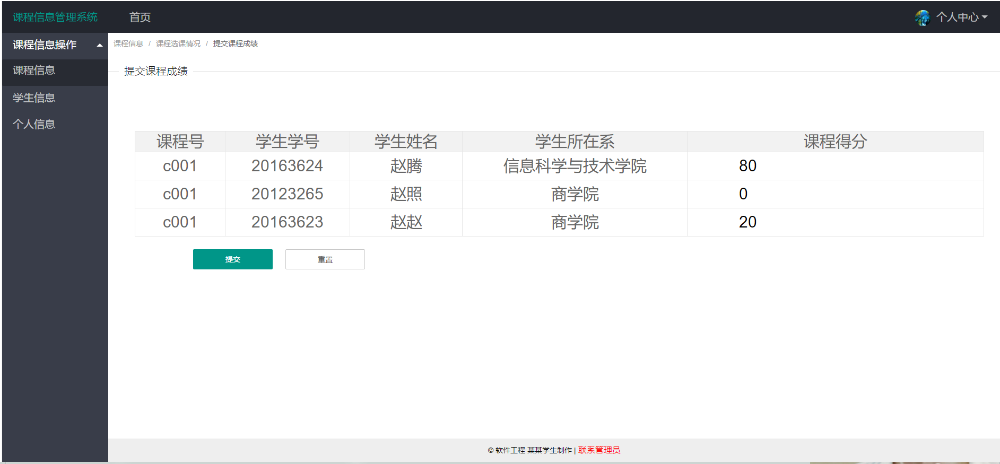 课程信息管理系统 首页 个人中心
课程信息操作
课程信息
学生信息
个人信息
课程信息 / 课程选课情况 / 提交课程成绩
提交课程成绩
课程号 学生学号 学生姓名 学生所在系 课程得分
c001 20163624 赵腾 信息科学与技术学院 80
c001 20123265 赵照 商学院 0
c001 20163623 赵赵 商学院 20
提交 重置
© 软件工程 某某学生制作 | 联系管理员